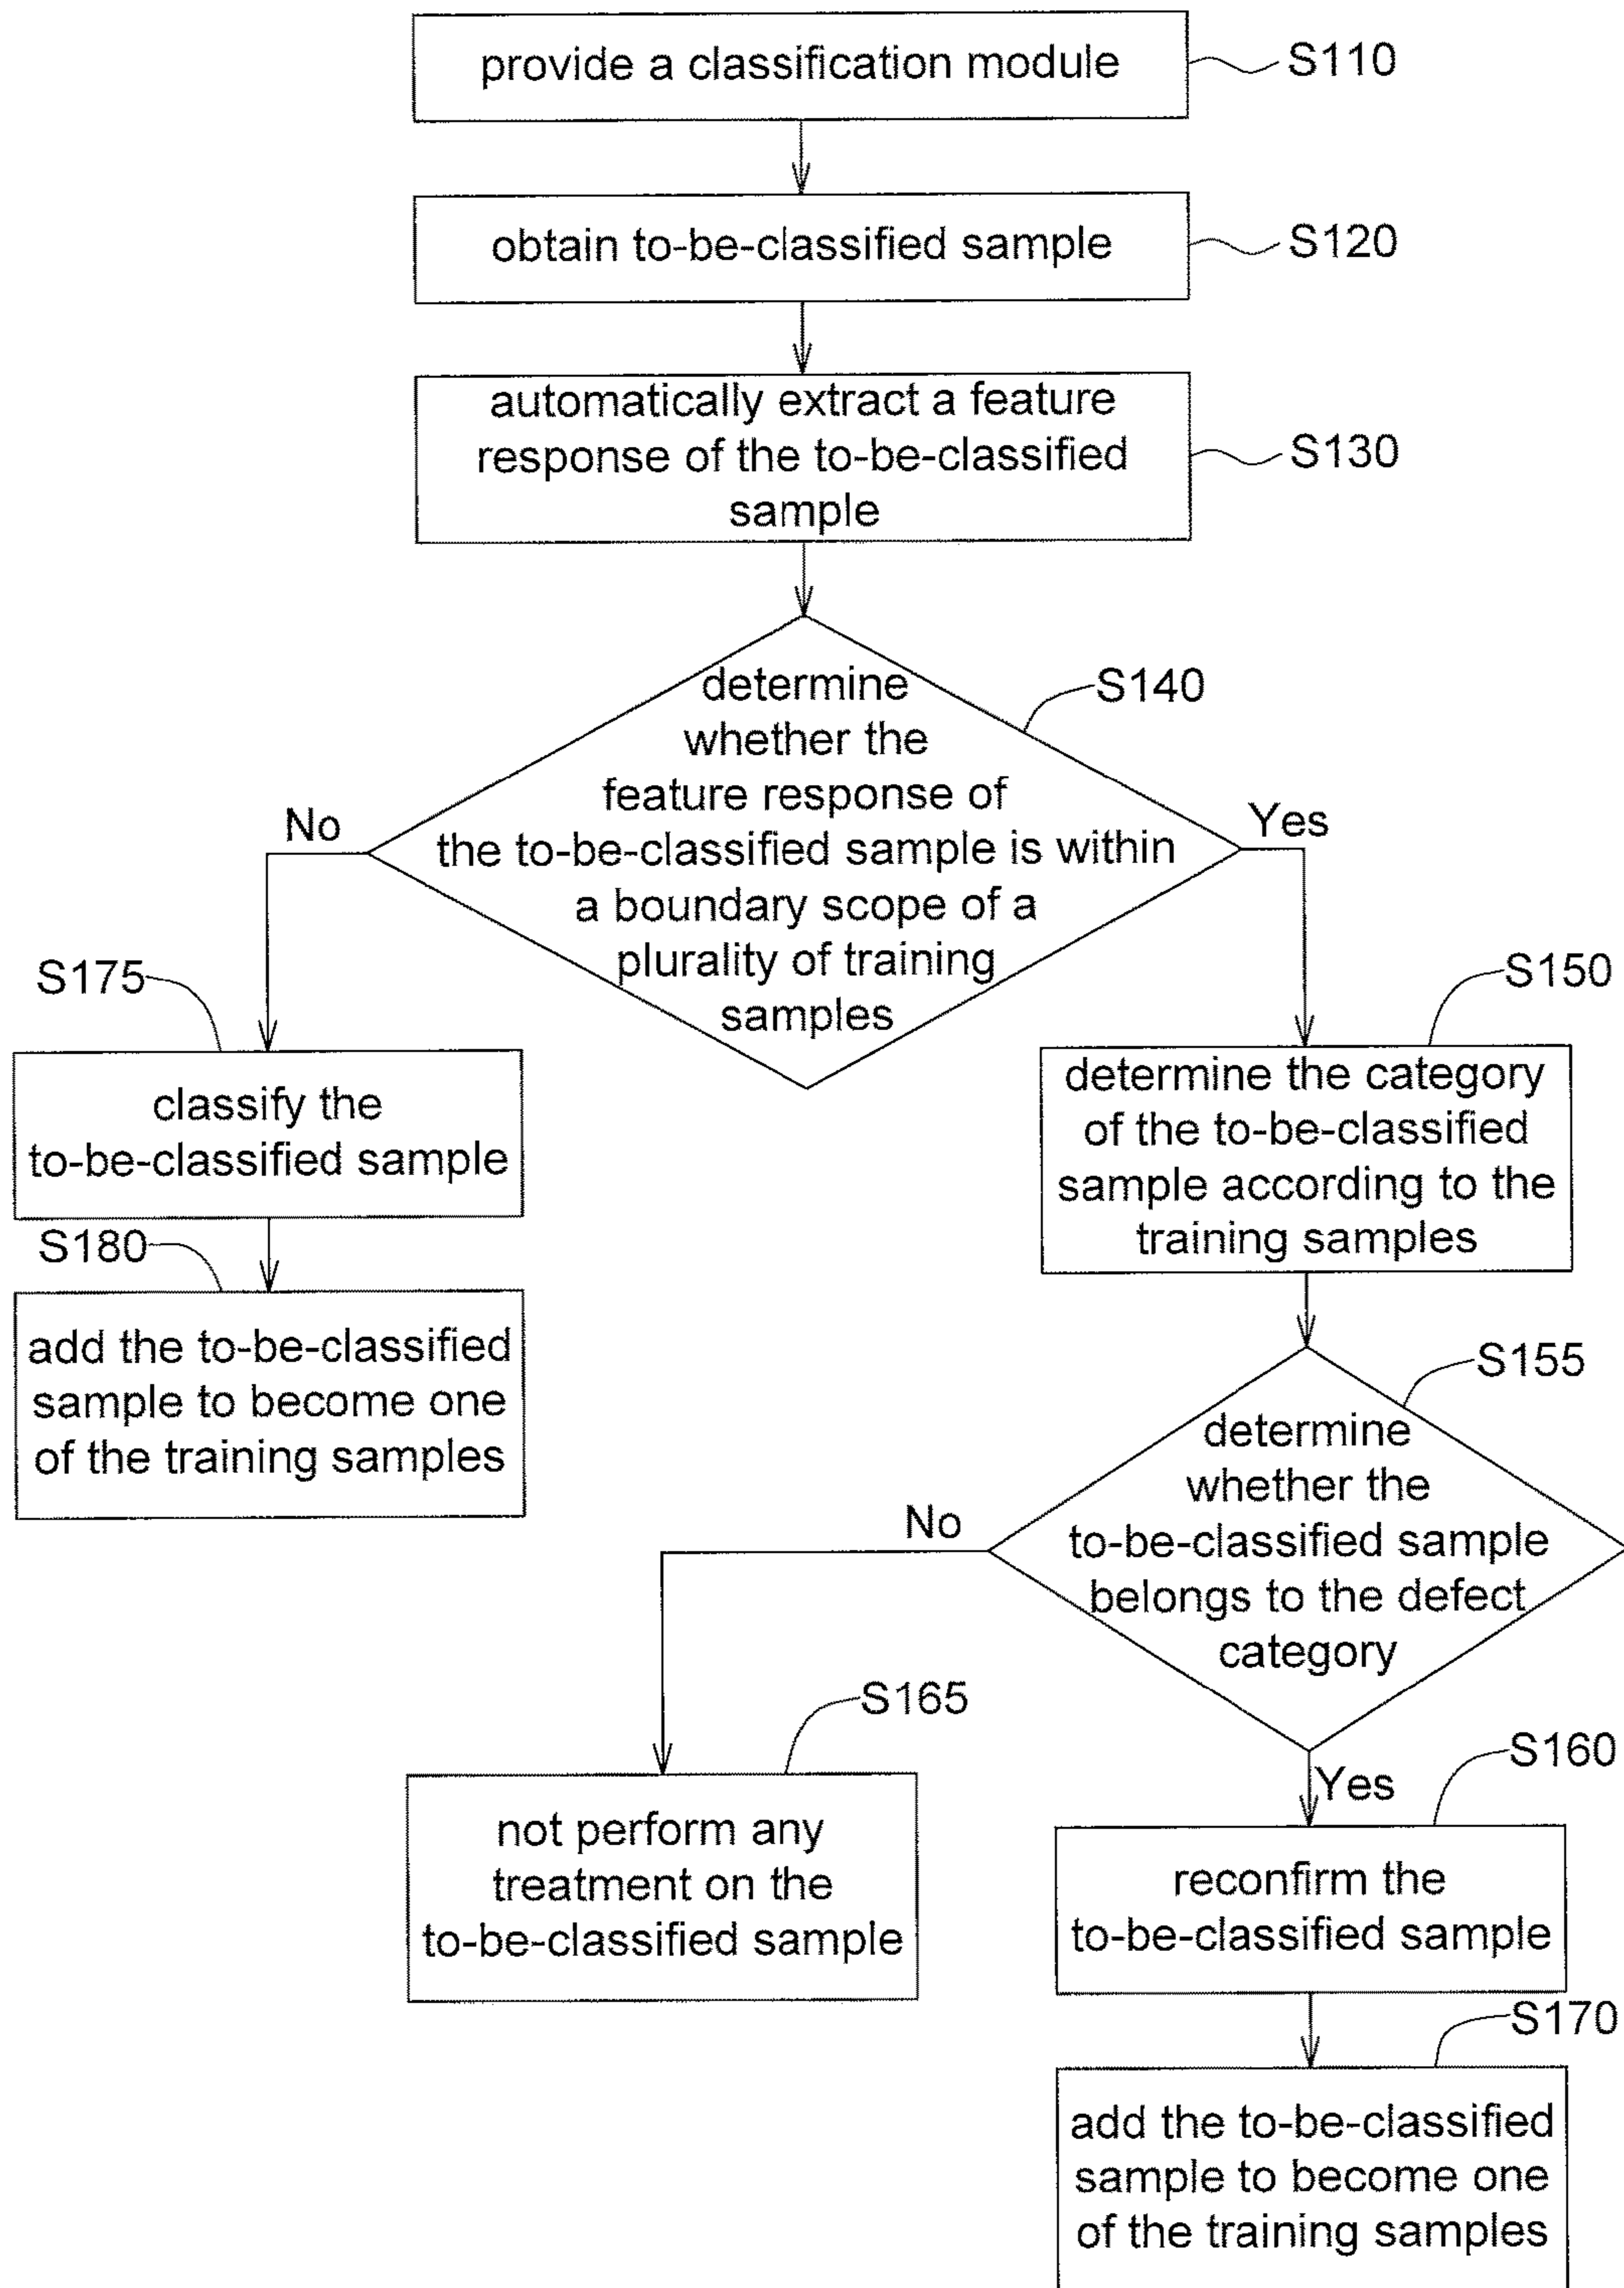 provide a classification module
S110
obtain to-be-classified sample
S120
automatically extract a feature
response of the to-be-classified
sample
S130
determine
whether the
feature response of
the to-be-classified sample is within
a boundary scope of a
plurality of training
samples
S140
No
Yes
S175
classify the
to-be-classified sample
S180
add the to-be-classified
sample to become one
of the training samples
S150
determine the category
of the to-be-classified
sample according to the
training samples
S155
determine
whether the
to-be-classified sample
belongs to the defect
category
No
Yes
S165
not perform any
treatment on the
to-be-classified sample
S160
reconfirm the
to-be-classified sample
S170
add the to-be-classified
sample to become one
of the training samples